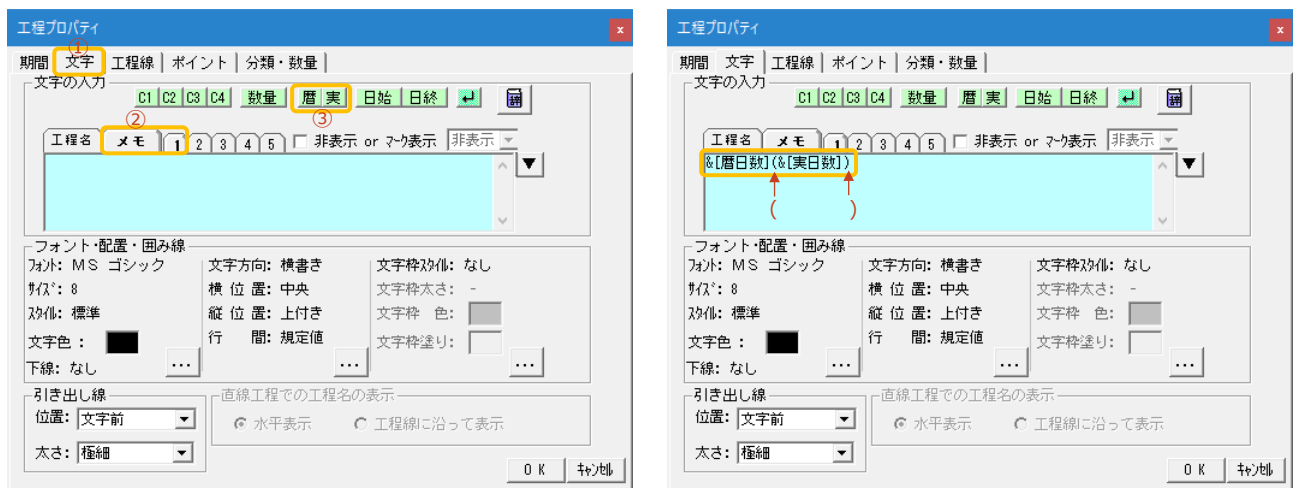 工程プロパティ x
①
期間 文字 工程線 ポイント 分類・数量
文字の入力
C1 C2 C3 C4 数量 暦 実 日始 日終
② ③
工程名 メモ 1 2 3 4 5 非表示 or マーク表示 非表示
フォント・配置・囲み線
フォント: MS ゴシック 文字方向: 横書き 文字枠スタイル: なし
サイズ: 8 横 位 置: 中央 文字枠太さ: -
スタイル: 標準 縦 位 置: 上付き 文字枠 色:
文字色 : 行 間: 規定値 文字枠塗り:
下線: なし ... ... ...
引き出し線 直線工程での工程名の表示
位置: 文字前 水平表示 工程線に沿って表示
太さ: 極細
O K キャンセル
工程プロパティ x
期間 文字 工程線 ポイント 分類・数量
文字の入力
C1 C2 C3 C4 数量 暦 実 日始 日終
工程名 メモ 1 2 3 4 5 非表示 or マーク表示 非表示
&[暦日数](&[実日数])
( )
フォント・配置・囲み線
フォント: MS ゴシック 文字方向: 横書き 文字枠スタイル: なし
サイズ: 8 横 位 置: 中央 文字枠太さ: -
スタイル: 標準 縦 位 置: 上付き 文字枠 色:
文字色 : 行 間: 規定値 文字枠塗り:
下線: なし ... ... ...
引き出し線 直線工程での工程名の表示
位置: 文字前 水平表示 工程線に沿って表示
太さ: 極細
O K キャンセル